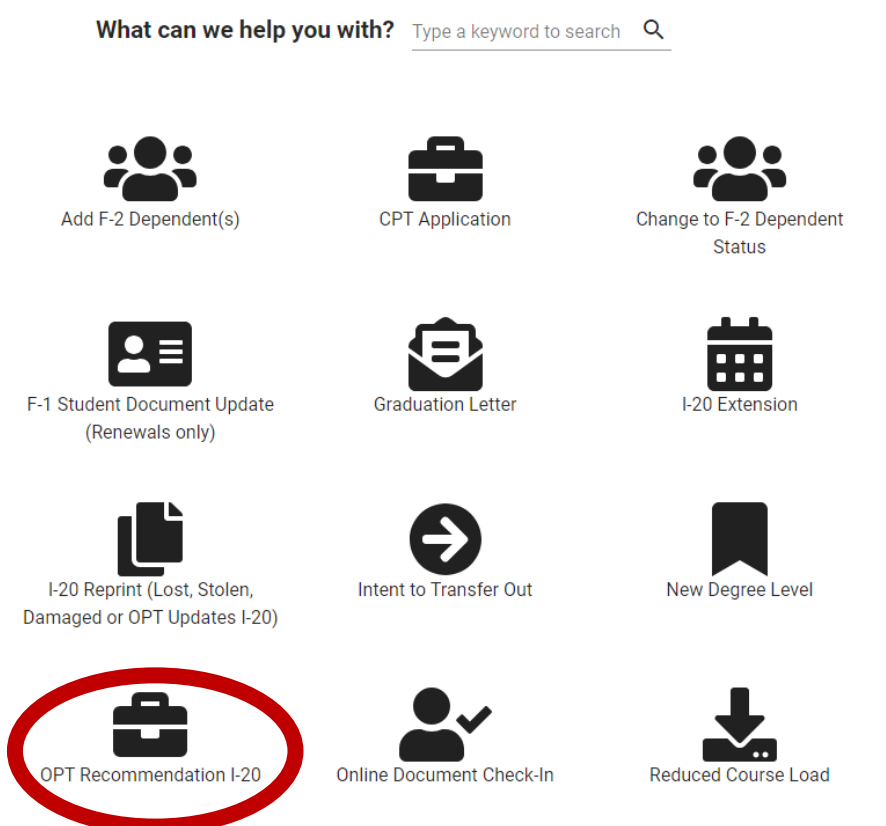 What can we help you with? Type a keyword to search
Add F-2 Dependent(s)
CPT Application
Change to F-2 Dependent
Status
F-1 Student Document Update
(Renewals only)
Graduation Letter
I-20 Extension
I-20 Reprint (Lost, Stolen,
Damaged or OPT Updates I-20)
Intent to Transfer Out
New Degree Level
OPT Recommendation I-20
Online Document Check-In
Reduced Course Load